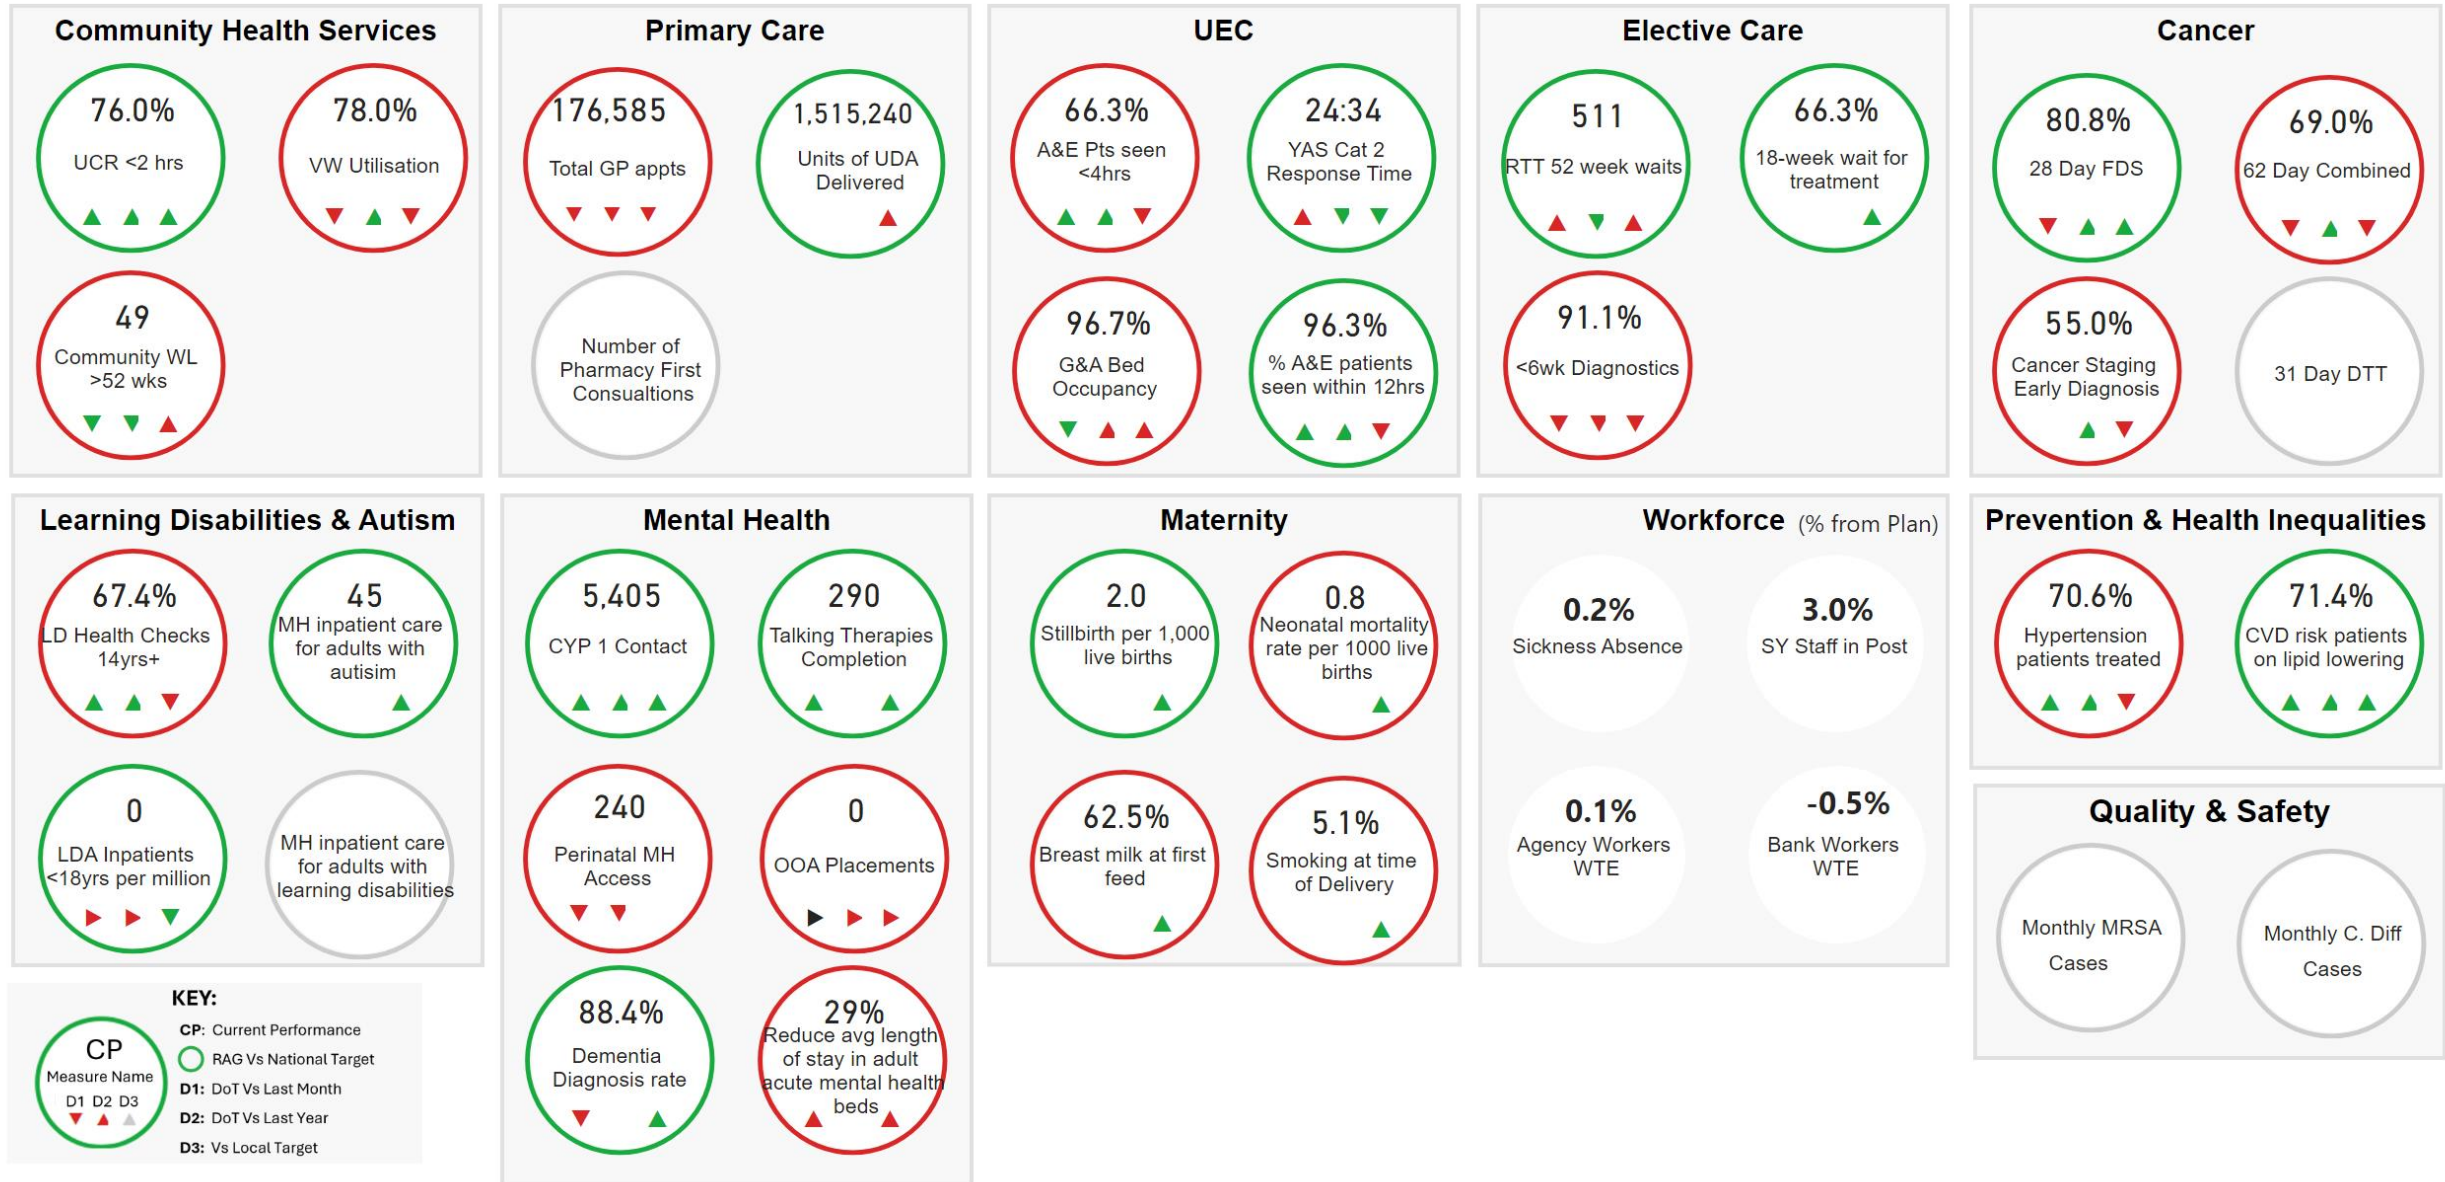 Community Health Services
76.0%
UCR <2 hrs
78.0%
VW Utilisation
49
Community WL
>52 wks
Primary Care
176,585
Total GP appts
1,515,240
Units of UDA
Delivered
Number of
Pharmacy First
Consualtions
UEC
66.3%
A&E Pts seen
<4hrs
24:34
YAS Cat 2
Response Time
96.7%
G&A Bed
Occupancy
96.3%
% A&E patients
seen within 12hrs
Elective Care
511
RTT 52 week waits
66.3%
18-week wait for
treatment
91.1%
<6wk Diagnostics
Cancer
80.8%
28 Day FDS
69.0%
62 Day Combined
55.0%
Cancer Staging
Early Diagnosis
31 Day DTT
Learning Disabilities & Autism
67.4%
LD Health Checks
14yrs+
45
MH inpatient care
for adults with
autisim
0
LDA Inpatients
<18yrs per million
MH inpatient care
for adults with
learning disabilities
Mental Health
5,405
CYP 1 Contact
290
Talking Therapies
Completion
240
Perinatal MH
Access
0
OOA Placements
88.4%
Dementia
Diagnosis rate
29%
Reduce avg length
of stay in adult
acute mental health
beds
Maternity
2.0
Stillbirth per 1,000
live births
0.8
Neonatal mortality
rate per 1000 live
births
62.5%
Breast milk at first
feed
5.1%
Smoking at time
of Delivery
Workforce (% from Plan)
0.2%
Sickness Absence
3.0%
SY Staff in Post
0.1%
Agency Workers
WTE
-0.5%
Bank Workers
WTE
Prevention & Health Inequalities
70.6%
Hypertension
patients treated
71.4%
CVD risk patients
on lipid lowering
Quality & Safety
Monthly MRSA
Cases
Monthly C. Diff
Cases
KEY:
CP
Measure Name
D1 D2 D3
CP: Current Performance
RAG Vs National Target
D1: DoT Vs Last Month
D2: DoT Vs Last Year
D3: Vs Local Target